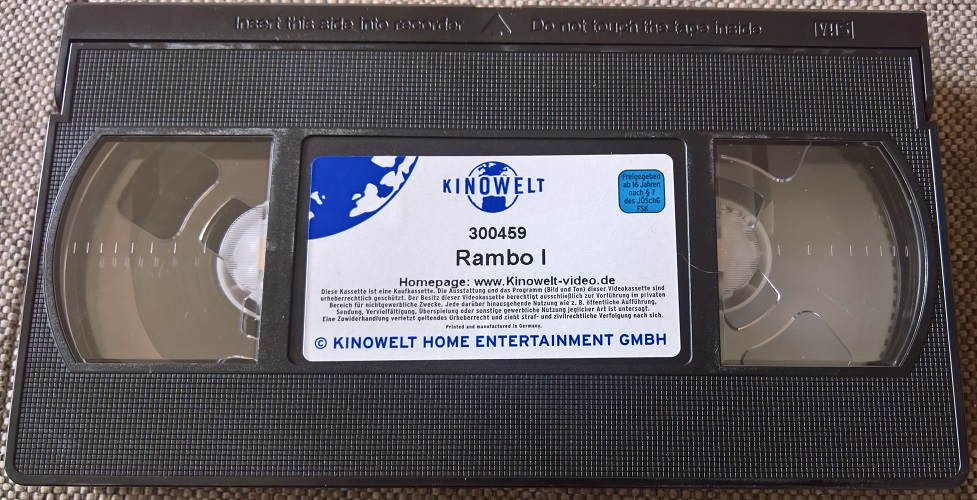 Insert this side into recorder
Do not touch the tape inside
VHS
KINOWELT
Freigegeben
ab 16 Jahren
nach § 7
des JÖSchG
FSK
300459
Rambo I
Homepage: www.Kinowelt-video.de
Diese Kassette ist eine Kaufkassette. Die Ausstattung und das Programm (Bild und Ton) dieser Videokassette sind
urheberrechtlich geschützt. Der Besitz dieser Videokassette berechtigt ausschließlich zur Vorführung im privaten
Bereich für nichtgewerbliche Zwecke. Jede darüber hinausgehende Nutzung wie z. B. öffentliche Aufführung,
Sendung, Vervielfältigung, Überspielung oder sonstige gewerbliche Nutzung jeglicher Art ist untersagt.
Eine Zuwiderhandlung verletzt geltendes Urheberrecht und zieht straf- und zivilrechtliche Verfolgung nach sich.
Printed and manufactured in Germany.
© KINOWELT HOME ENTERTAINMENT GMBH